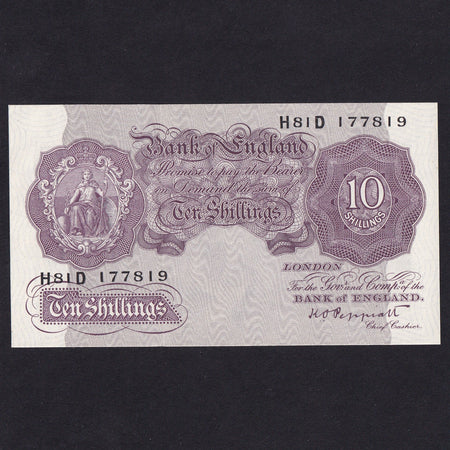 H81D 177819
Bank of England
Promise to pay the Bearer
on Demand the sum of
Ten Shillings
10
SHILLINGS
H81D 177819
Ten Shillings
LONDON
For the Govr. and Compa. of the
BANK of ENGLAND.
K O Peppiatt
Chief Cashier.